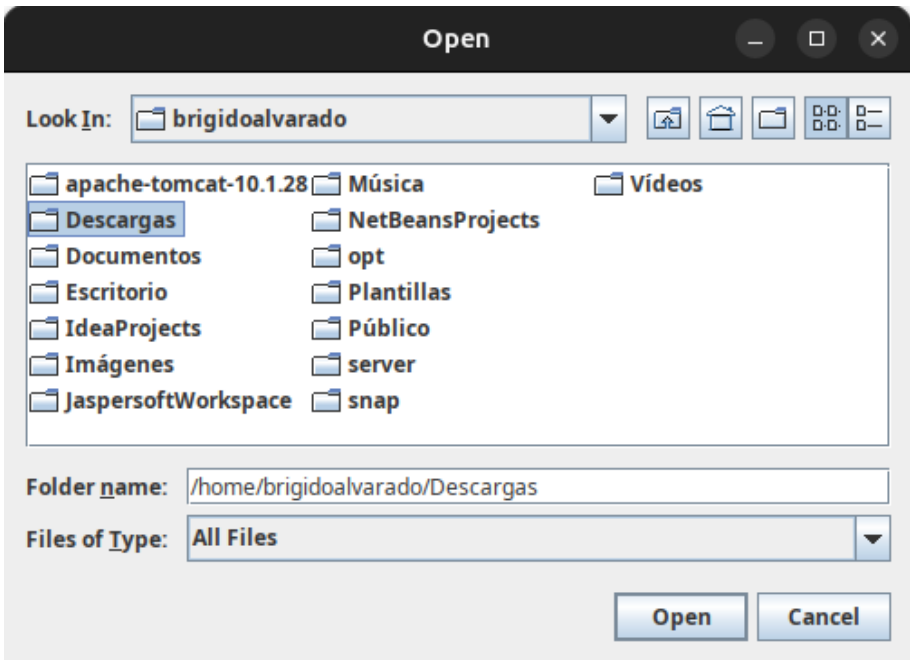 Open
Look In: brigidoalvarado
apache-tomcat-10.1.28 Música Vídeos
Descargas NetBeansProjects
Documentos opt
Escritorio Plantillas
IdeaProjects Público
Imágenes server
JaspersoftWorkspace snap
Folder name: /home/brigidoalvarado/Descargas
Files of Type: All Files
Open Cancel